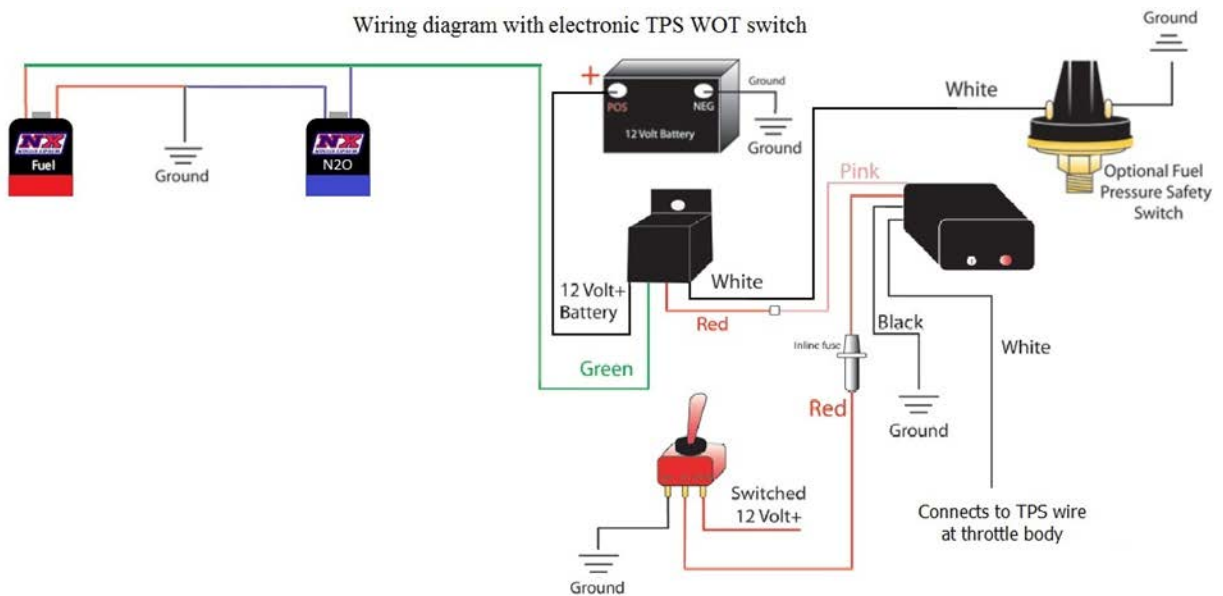 Wiring diagram with electronic TPS WOT switch
Ground
+
POS
NEG
Ground
12 Volt Battery
Ground
White
NX
Fuel
NX
N2O
Ground
Pink
Optional Fuel
Pressure Safety
Switch
12 Volt+
Battery
White
Red
Black
White
Inline fuse
Green
Red
Ground
Switched
12 Volt+
Connects to TPS wire
at throttle body
Ground